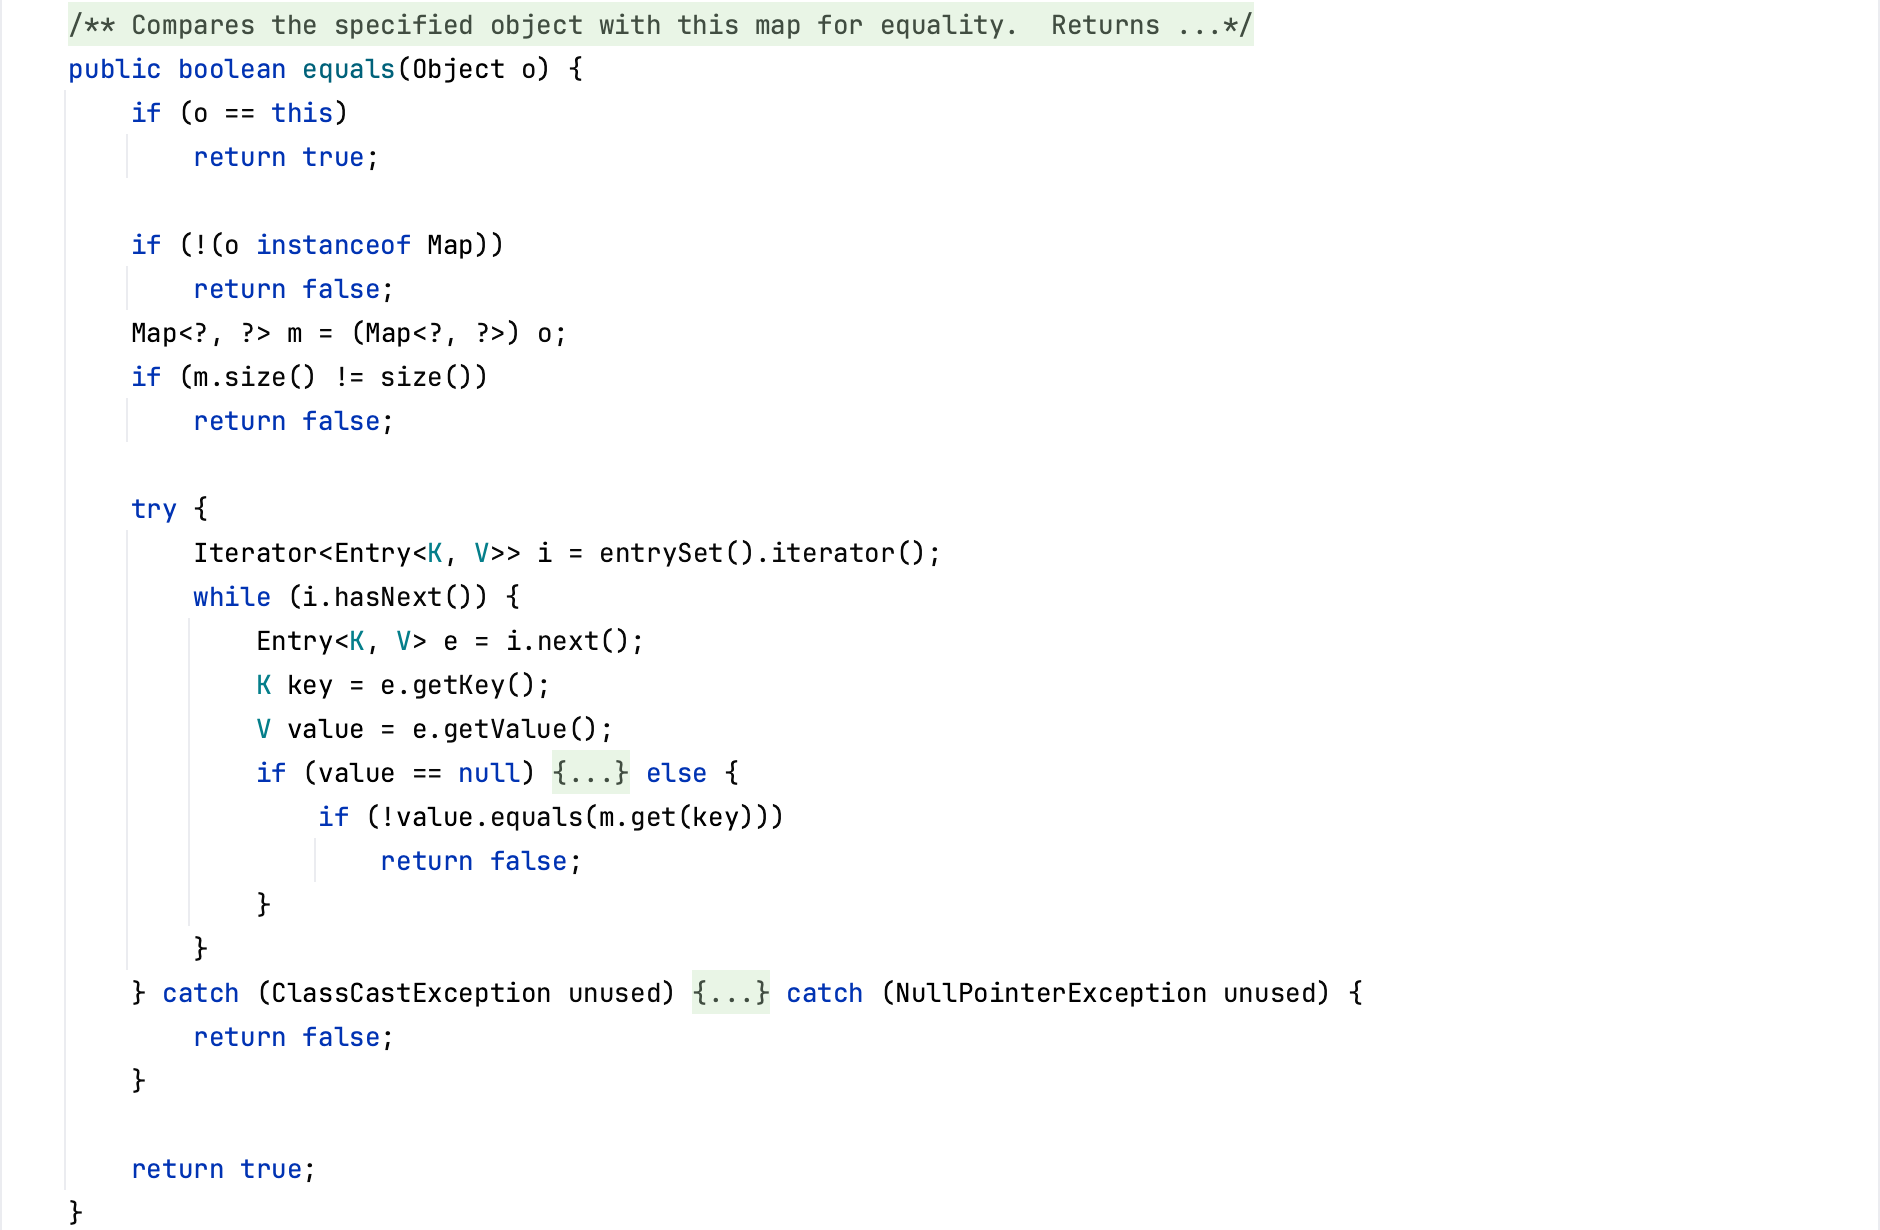 /** Compares the specified object with this map for equality.  Returns ...*/
public boolean equals(Object o) {
    if (o == this)
        return true;

    if (!(o instanceof Map))
        return false;
    Map<?, ?> m = (Map<?, ?>) o;
    if (m.size() != size())
        return false;

    try {
        Iterator<Entry<K, V>> i = entrySet().iterator();
        while (i.hasNext()) {
            Entry<K, V> e = i.next();
            K key = e.getKey();
            V value = e.getValue();
            if (value == null) {...} else {
                if (!value.equals(m.get(key)))
                    return false;
            }
        }
    } catch (ClassCastException unused) {...} catch (NullPointerException unused) {
        return false;
    }

    return true;
}